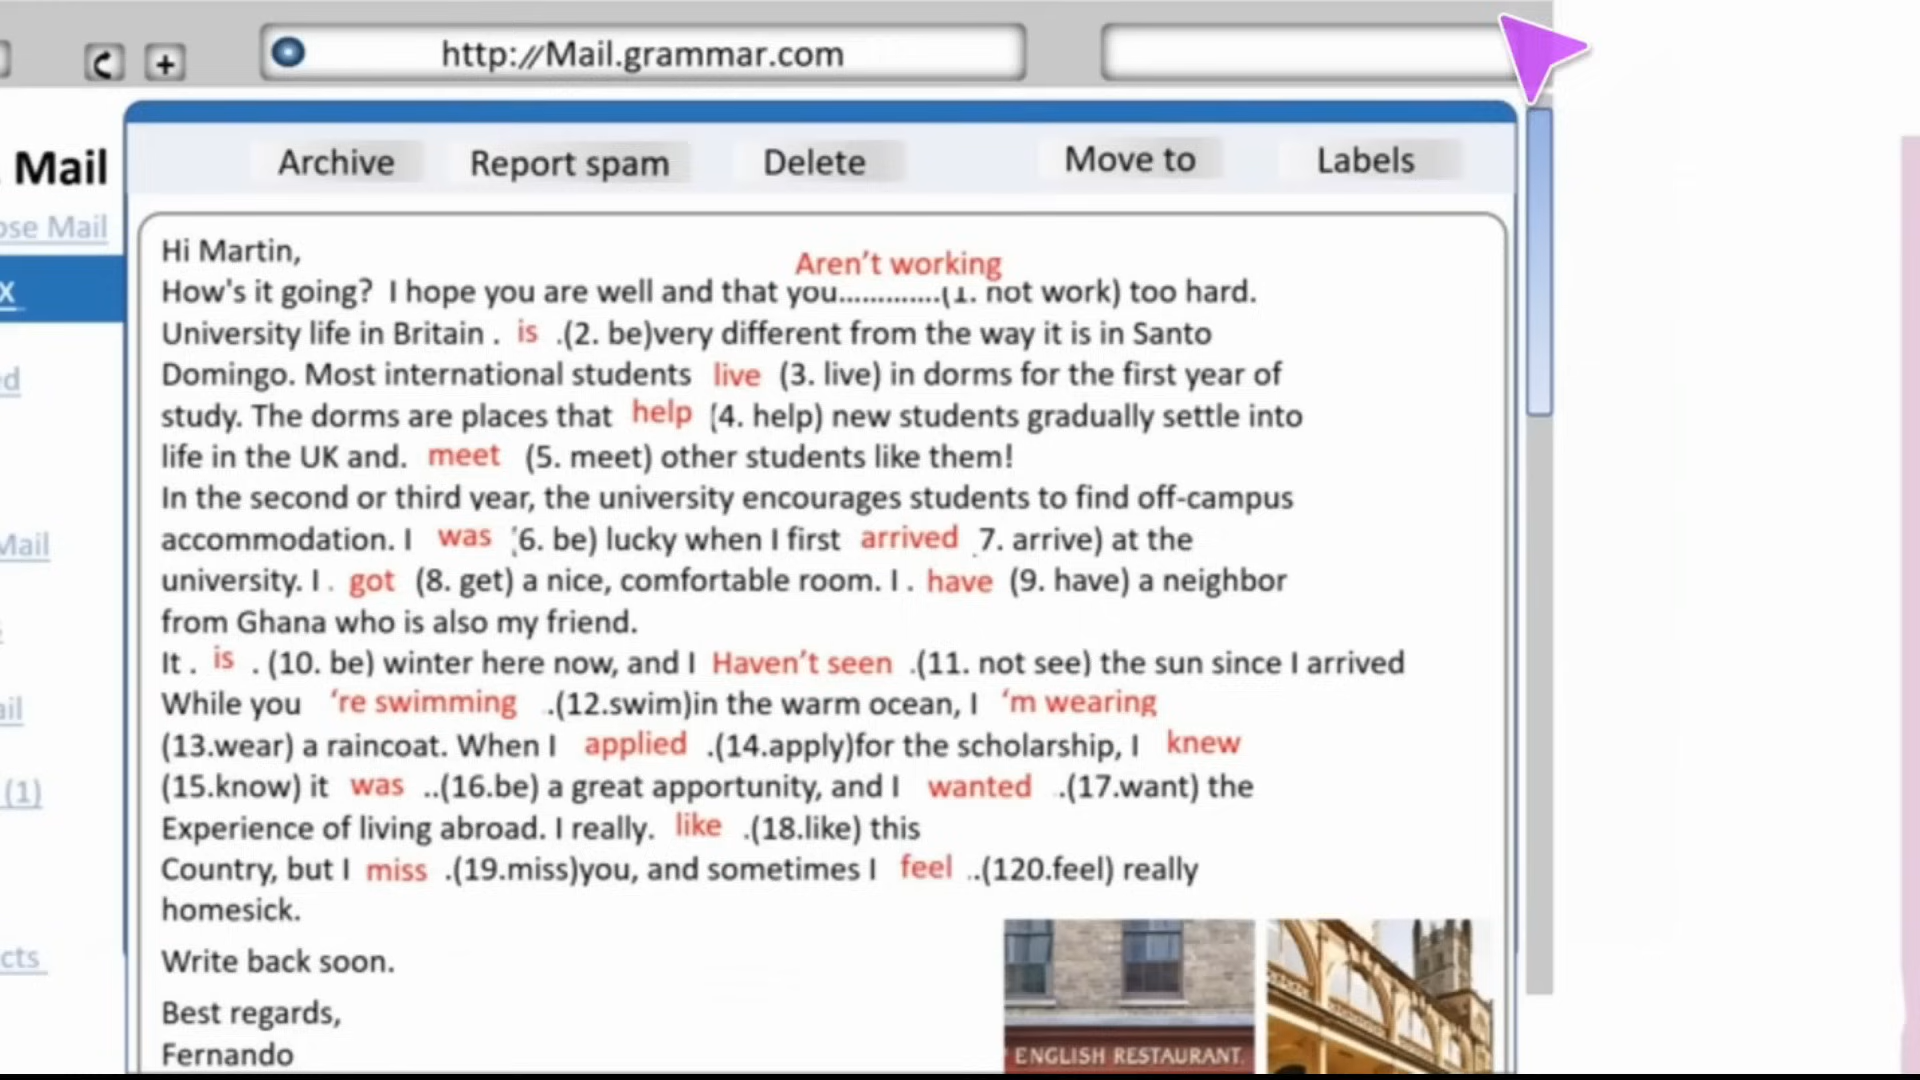 http://Mail.grammar.com
Mail
Archive Report spam Delete Move to Labels
ose Mail
x
ed
Mail
ail
(1)
cts
Hi Martin,
Aren't working
How's it going? I hope you are well and that you.............(1. not work) too hard.
University life in Britain . is .(2. be)very different from the way it is in Santo
Domingo. Most international students live (3. live) in dorms for the first year of
study. The dorms are places that help (4. help) new students gradually settle into
life in the UK and. meet (5. meet) other students like them!
In the second or third year, the university encourages students to find off-campus
accommodation. I was (6. be) lucky when I first arrived 7. arrive) at the
university. I . got (8. get) a nice, comfortable room. I . have (9. have) a neighbor
from Ghana who is also my friend.
It . is . (10. be) winter here now, and I Haven't seen .(11. not see) the sun since I arrived
While you 're swimming .(12.swim)in the warm ocean, I 'm wearing
(13.wear) a raincoat. When I applied .(14.apply)for the scholarship, I knew
(15.know) it was ..(16.be) a great apportunity, and I wanted .(17.want) the
Experience of living abroad. I really. like .(18.like) this
Country, but I miss .(19.miss)you, and sometimes I feel ..(120.feel) really
homesick.
Write back soon.
Best regards,
Fernando
ENGLISH RESTAURANT.